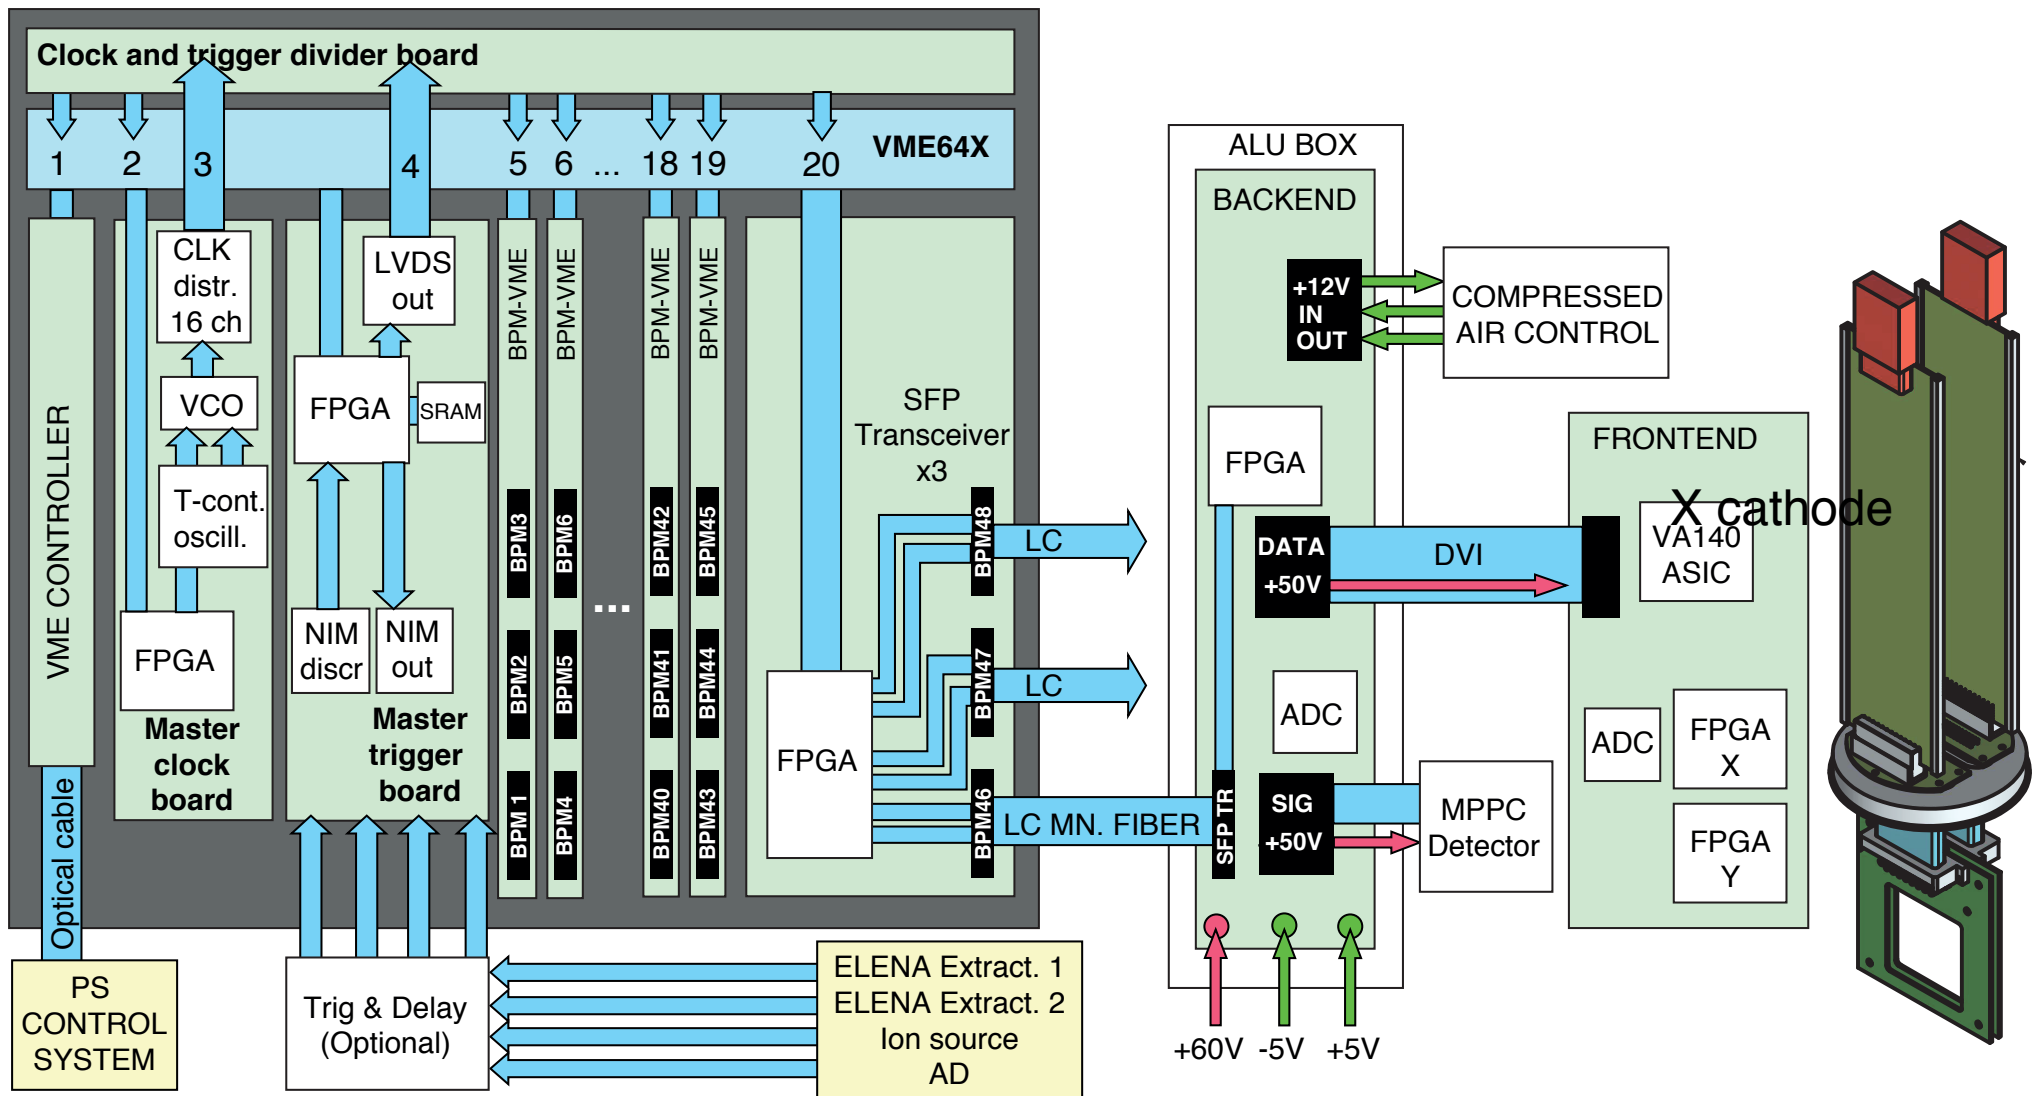 Clock and trigger divider board
VME64X
1
2
3
4
5
6
...
18
19
20
VME CONTROLLER
CLK
distr.
16 ch
VCO
T-cont.
oscill.
FPGA
Master
clock
board
LVDS
out
FPGA
SRAM
NIM
discr
NIM
out
Master
trigger
board
BPM-VME
BPM3
BPM2
BPM 1
BPM-VME
BPM6
BPM5
BPM4
...
BPM-VME
BPM42
BPM41
BPM40
BPM-VME
BPM45
BPM44
BPM43
SFP
Transceiver
x3
BPM48
BPM47
BPM46
FPGA
LC
LC
LC MN. FIBER
Optical cable
PS
CONTROL
SYSTEM
Trig & Delay
(Optional)
ELENA Extract. 1
ELENA Extract. 2
Ion source
AD
ALU BOX
BACKEND
+12V
IN
OUT
COMPRESSED
AIR CONTROL
FPGA
DATA
+50V
DVI
ADC
SFP TR
SIG
+50V
MPPC
Detector
+60V
-5V
+5V
FRONTEND
X cathode
VA140
ASIC
ADC
FPGA
X
FPGA
Y